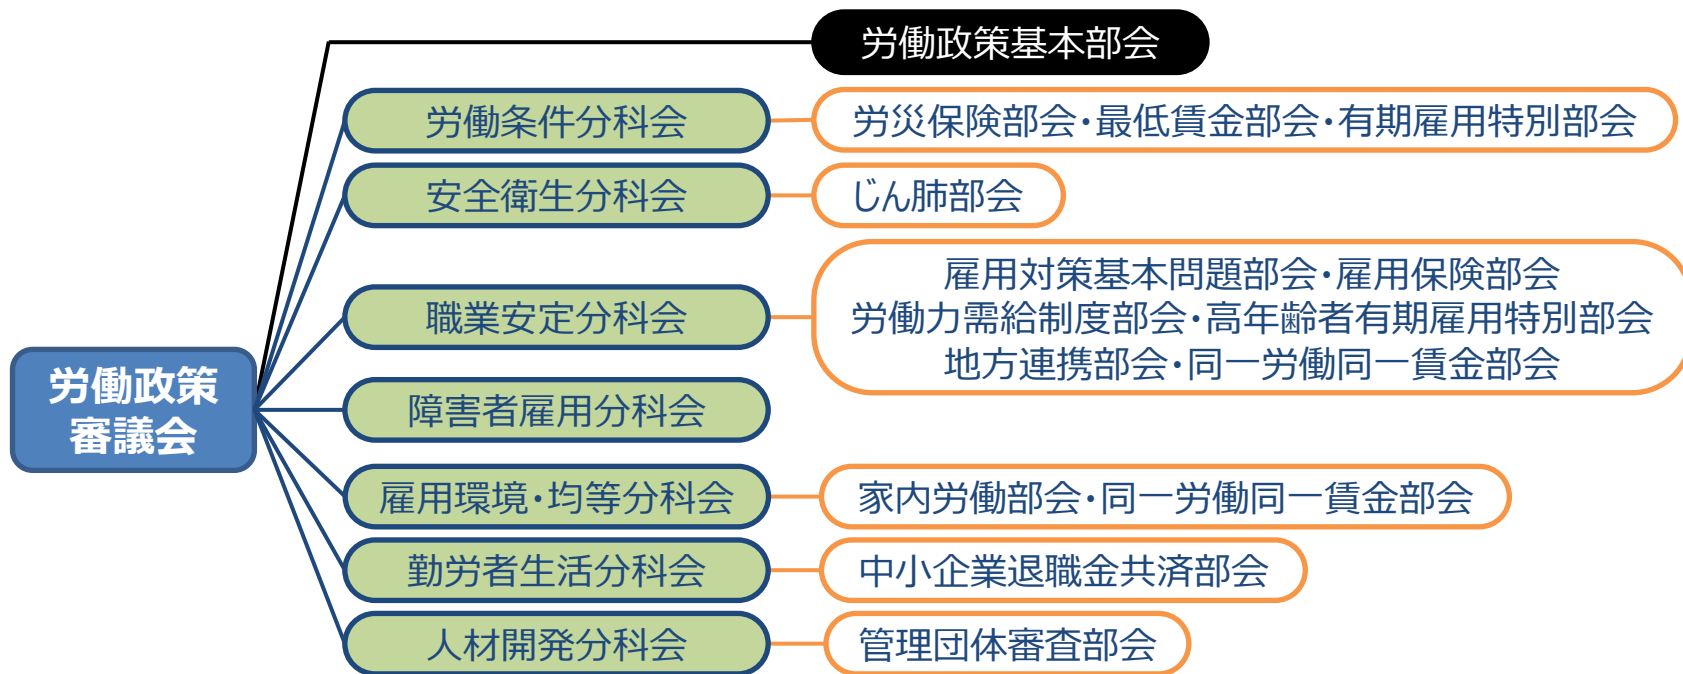 労働政策基本部会
労働条件分科会
労災保険部会・最低賃金部会・有期雇用特別部会
安全衛生分科会
じん肺部会
職業安定分科会
雇用対策基本問題部会・雇用保険部会
労働力需給制度部会・高年齢者有期雇用特別部会
地方連携部会・同一労働同一賃金部会
労働政策
審議会
障害者雇用分科会
雇用環境・均等分科会
家内労働部会・同一労働同一賃金部会
勤労者生活分科会
中小企業退職金共済部会
人材開発分科会
管理団体審査部会